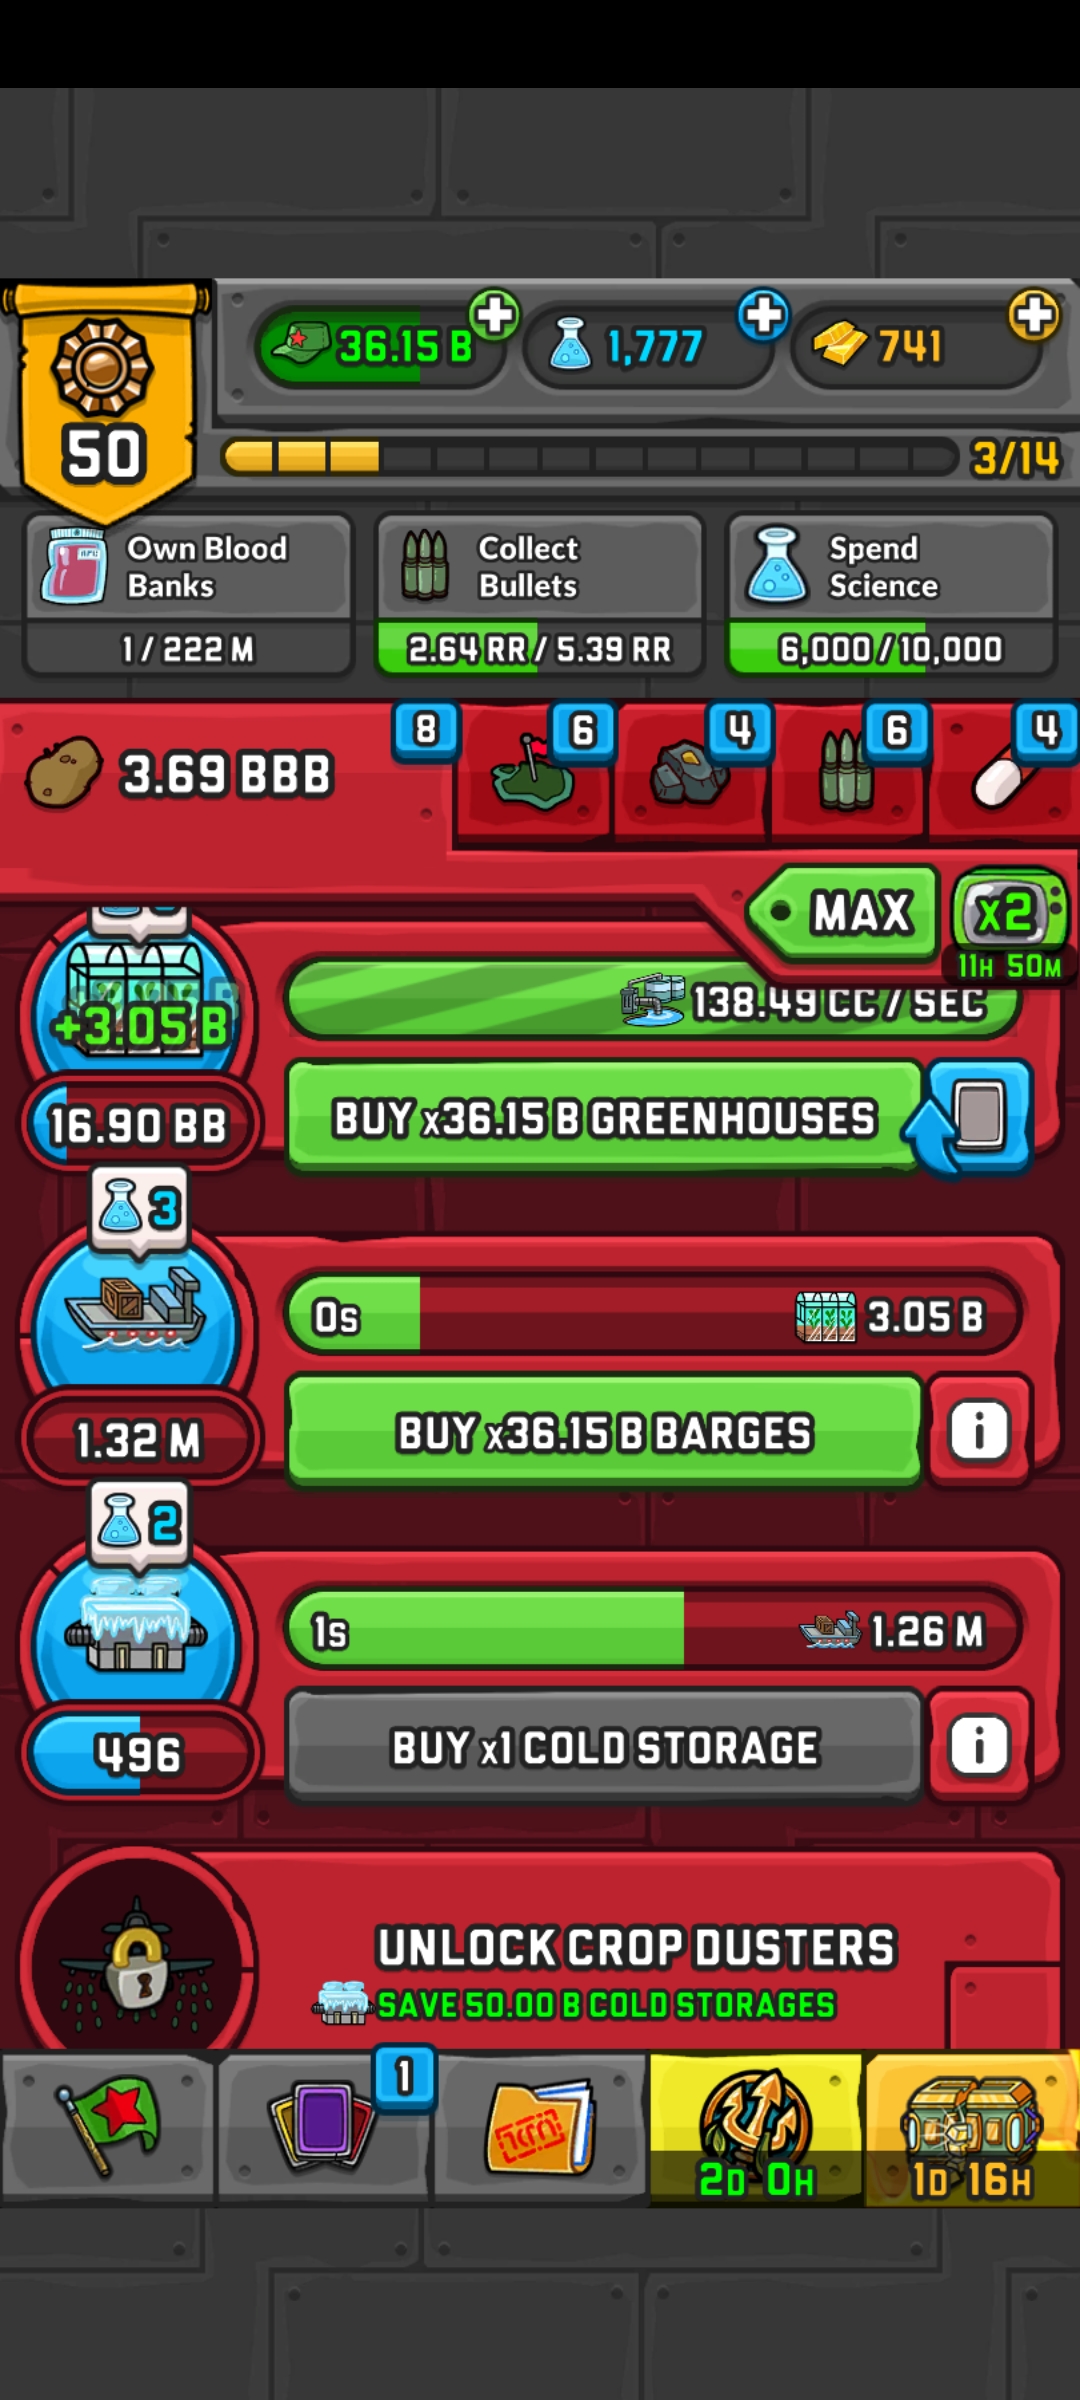 36.15 B
1,777
741
50
3/14
Own Blood
Banks
1 / 222 M
Collect
Bullets
2.64 RR / 5.39 RR
Spend
Science
6,000 / 10,000
3.69 BBB
8
6
4
6
4
MAX
x2
11H 50M
+3.05 B
138.49 CC / SEC
16.90 BB
BUY x36.15 B GREENHOUSES
3
0s
3.05 B
1.32 M
BUY x36.15 B BARGES
i
2
1s
1.26 M
496
BUY x1 COLD STORAGE
i
UNLOCK CROP DUSTERS
SAVE 50.00 B COLD STORAGES
1
2D 0H
1D 16H